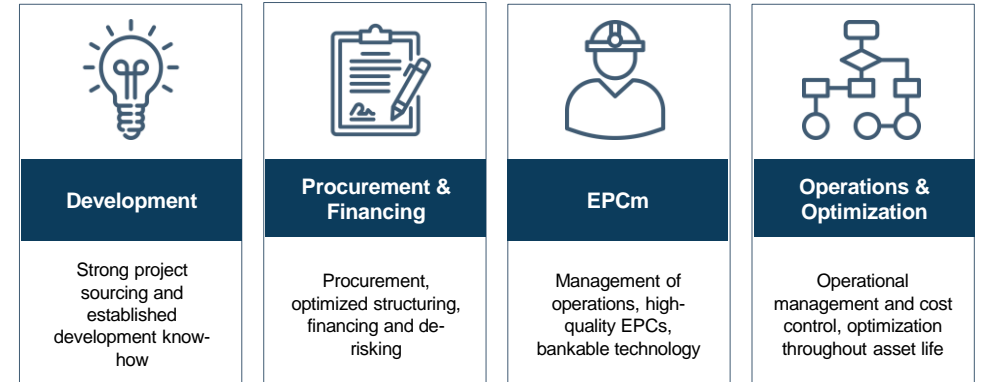 Development
Strong project
sourcing and
established
development know-
how
Procurement &
Financing
Procurement,
optimized structuring,
financing and de-
risking
EPCm
Management of
operations, high-
quality EPCs,
bankable technology
Operations &
Optimization
Operational
management and cost
control, optimization
throughout asset life